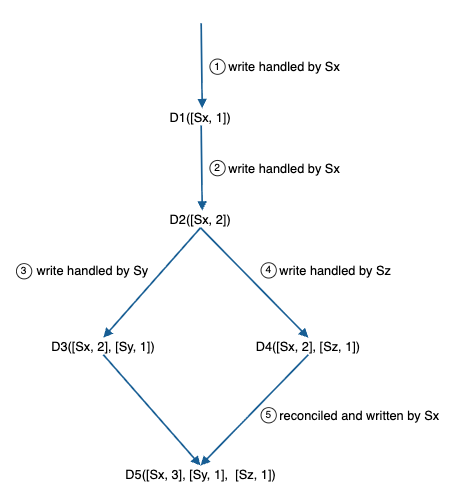 ① write handled by Sx
D1([Sx, 1])
② write handled by Sx
D2([Sx, 2])
③ write handled by Sy
④ write handled by Sz
D3([Sx, 2], [Sy, 1])
D4([Sx, 2], [Sz, 1])
⑤ reconciled and written by Sx
D5([Sx, 3], [Sy, 1], [Sz, 1])